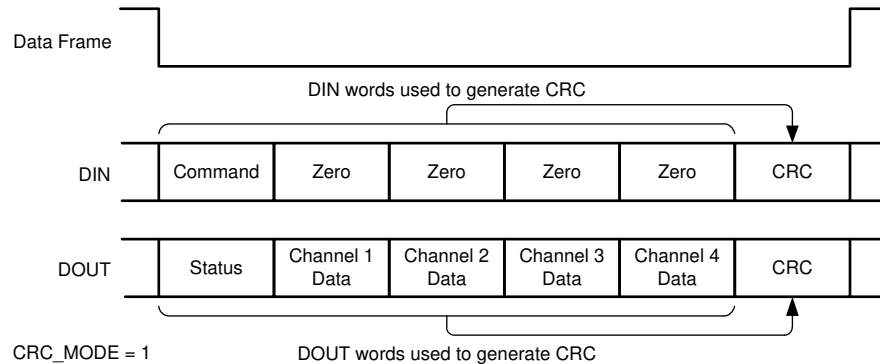 Data Frame
DIN words used to generate CRC
DIN
Command
Zero
Zero
Zero
Zero
CRC
DOUT
Status
Channel 1
Data
Channel 2
Data
Channel 3
Data
Channel 4
Data
CRC
CRC_MODE = 1
DOUT words used to generate CRC